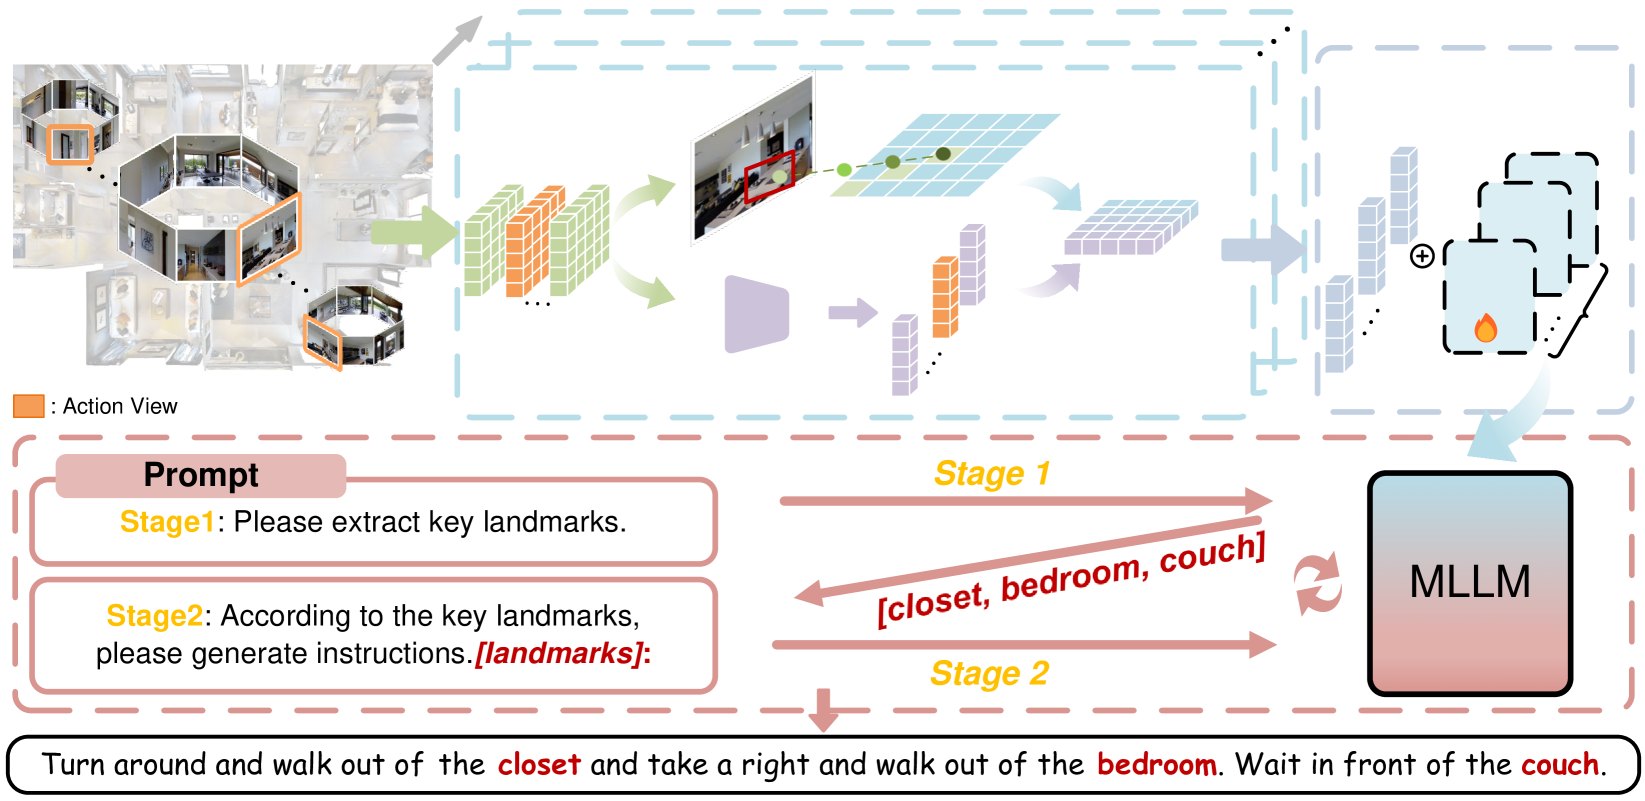 : Action View
Prompt
Stage1: Please extract key landmarks.
Stage2: According to the key landmarks,
please generate instructions.[landmarks]:
Stage 1
[closet, bedroom, couch]
Stage 2
MLLM
Turn around and walk out of the closet and take a right and walk out of the bedroom. Wait in front of the couch.